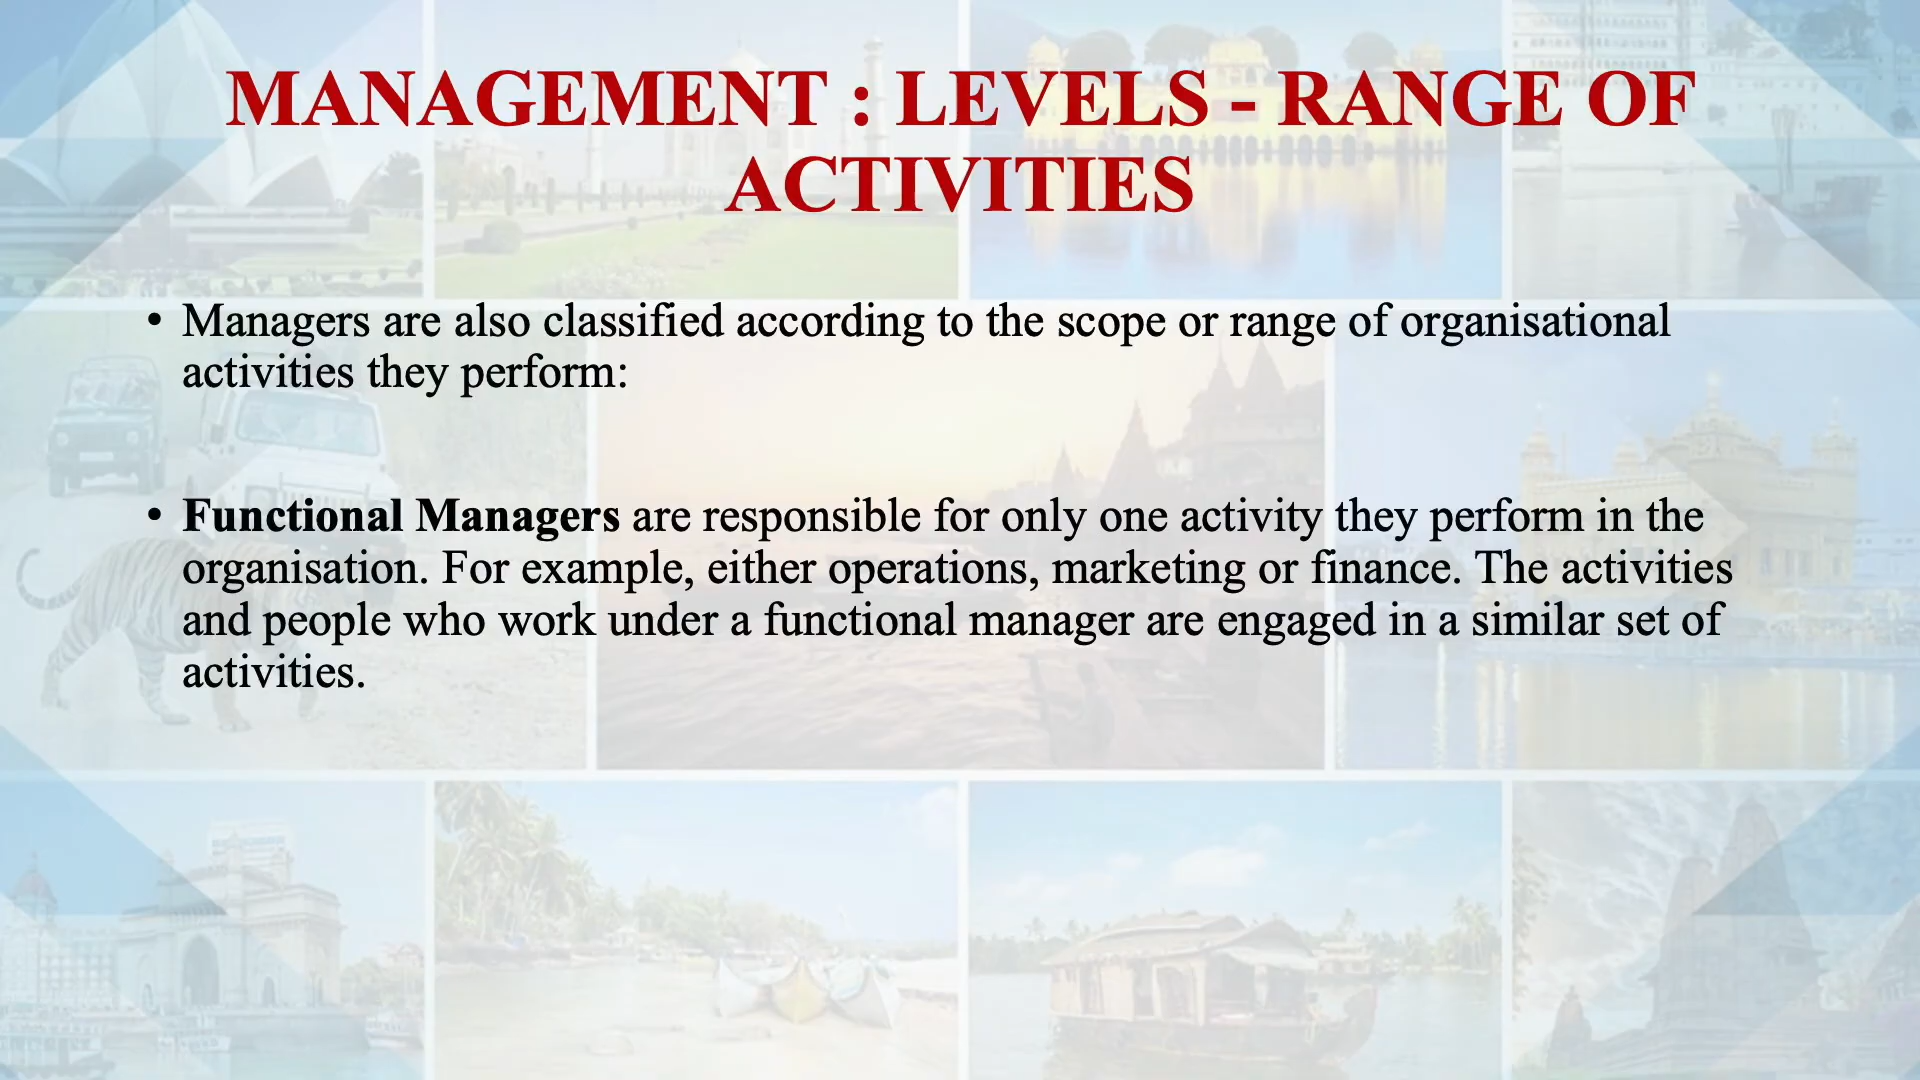 MANAGEMENT : LEVELS - RANGE OF
ACTIVITIES
• Managers are also classified according to the scope or range of organisational
activities they perform:
• Functional Managers are responsible for only one activity they perform in the
organisation. For example, either operations, marketing or finance. The activities
and people who work under a functional manager are engaged in a similar set of
activities.